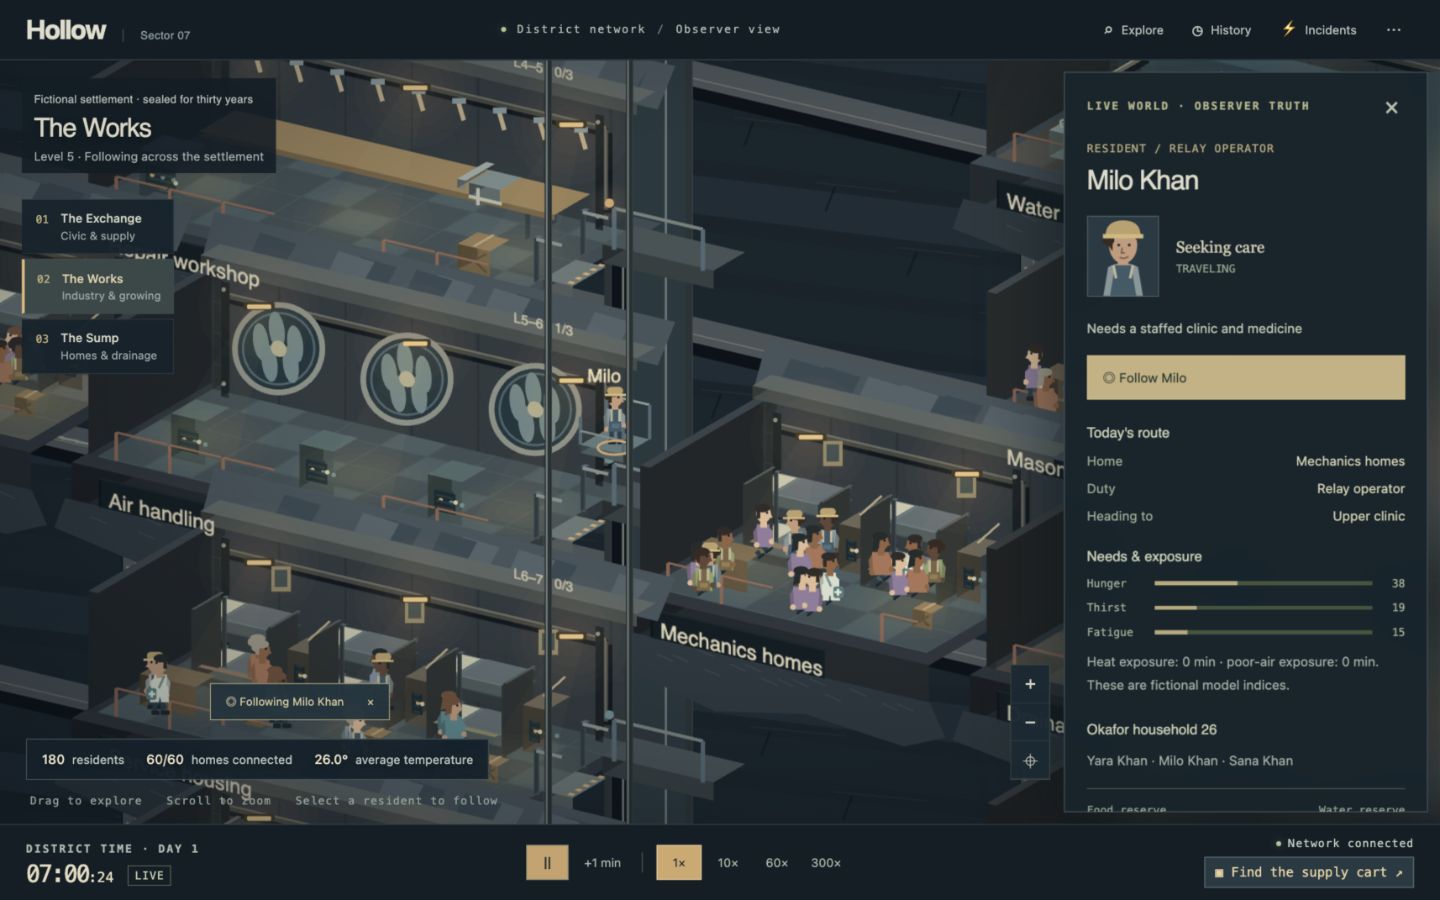 Hollow
Sector 07
District network / Observer view
Explore
History
Incidents
Fictional settlement · sealed for thirty years
The Works
Level 5 · Following across the settlement
01 The Exchange
Civic & supply
02 The Works
Industry & growing
03 The Sump
Homes & drainage
L4–5 0/3
workshop
L5–6 1/3
Milo
Air handling
L6–7 0/3
Mechanics homes
Water
Mason
housing
Following Milo Khan ×
180 residents 60/60 homes connected 26.0° average temperature
Drag to explore Scroll to zoom Select a resident to follow
+
−
LIVE WORLD · OBSERVER TRUTH
RESIDENT / RELAY OPERATOR
Milo Khan
Seeking care
TRAVELING
Needs a staffed clinic and medicine
Follow Milo
Today's route
Home Mechanics homes
Duty Relay operator
Heading to Upper clinic
Needs & exposure
Hunger 38
Thirst 19
Fatigue 15
Heat exposure: 0 min · poor-air exposure: 0 min.
These are fictional model indices.
Okafor household 26
Yara Khan · Milo Khan · Sana Khan
Food reserve Water reserve
DISTRICT TIME · DAY 1
07:00:24 LIVE
+1 min 1× 10× 60× 300×
Network connected
Find the supply cart ↗